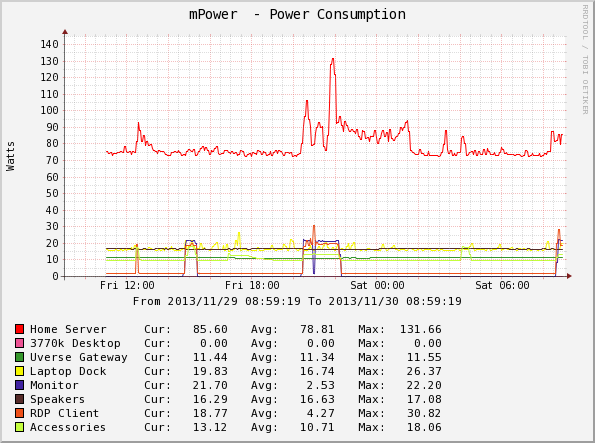 mPower - Power Consumption
RRDTOOL / TOBI OETIKER
Watts
140
130
120
110
100
90
80
70
60
50
40
30
20
10
0
Fri 12:00 Fri 18:00 Sat 00:00 Sat 06:00
From 2013/11/29 08:59:19 To 2013/11/30 08:59:19
Home Server Cur: 85.60 Avg: 78.81 Max: 131.66
3770k Desktop Cur: 0.00 Avg: 0.00 Max: 0.00
Uverse Gateway Cur: 11.44 Avg: 11.34 Max: 11.55
Laptop Dock Cur: 19.83 Avg: 16.74 Max: 26.37
Monitor Cur: 21.70 Avg: 2.53 Max: 22.20
Speakers Cur: 16.29 Avg: 16.63 Max: 17.08
RDP Client Cur: 18.77 Avg: 4.27 Max: 30.82
Accessories Cur: 13.12 Avg: 10.71 Max: 18.06